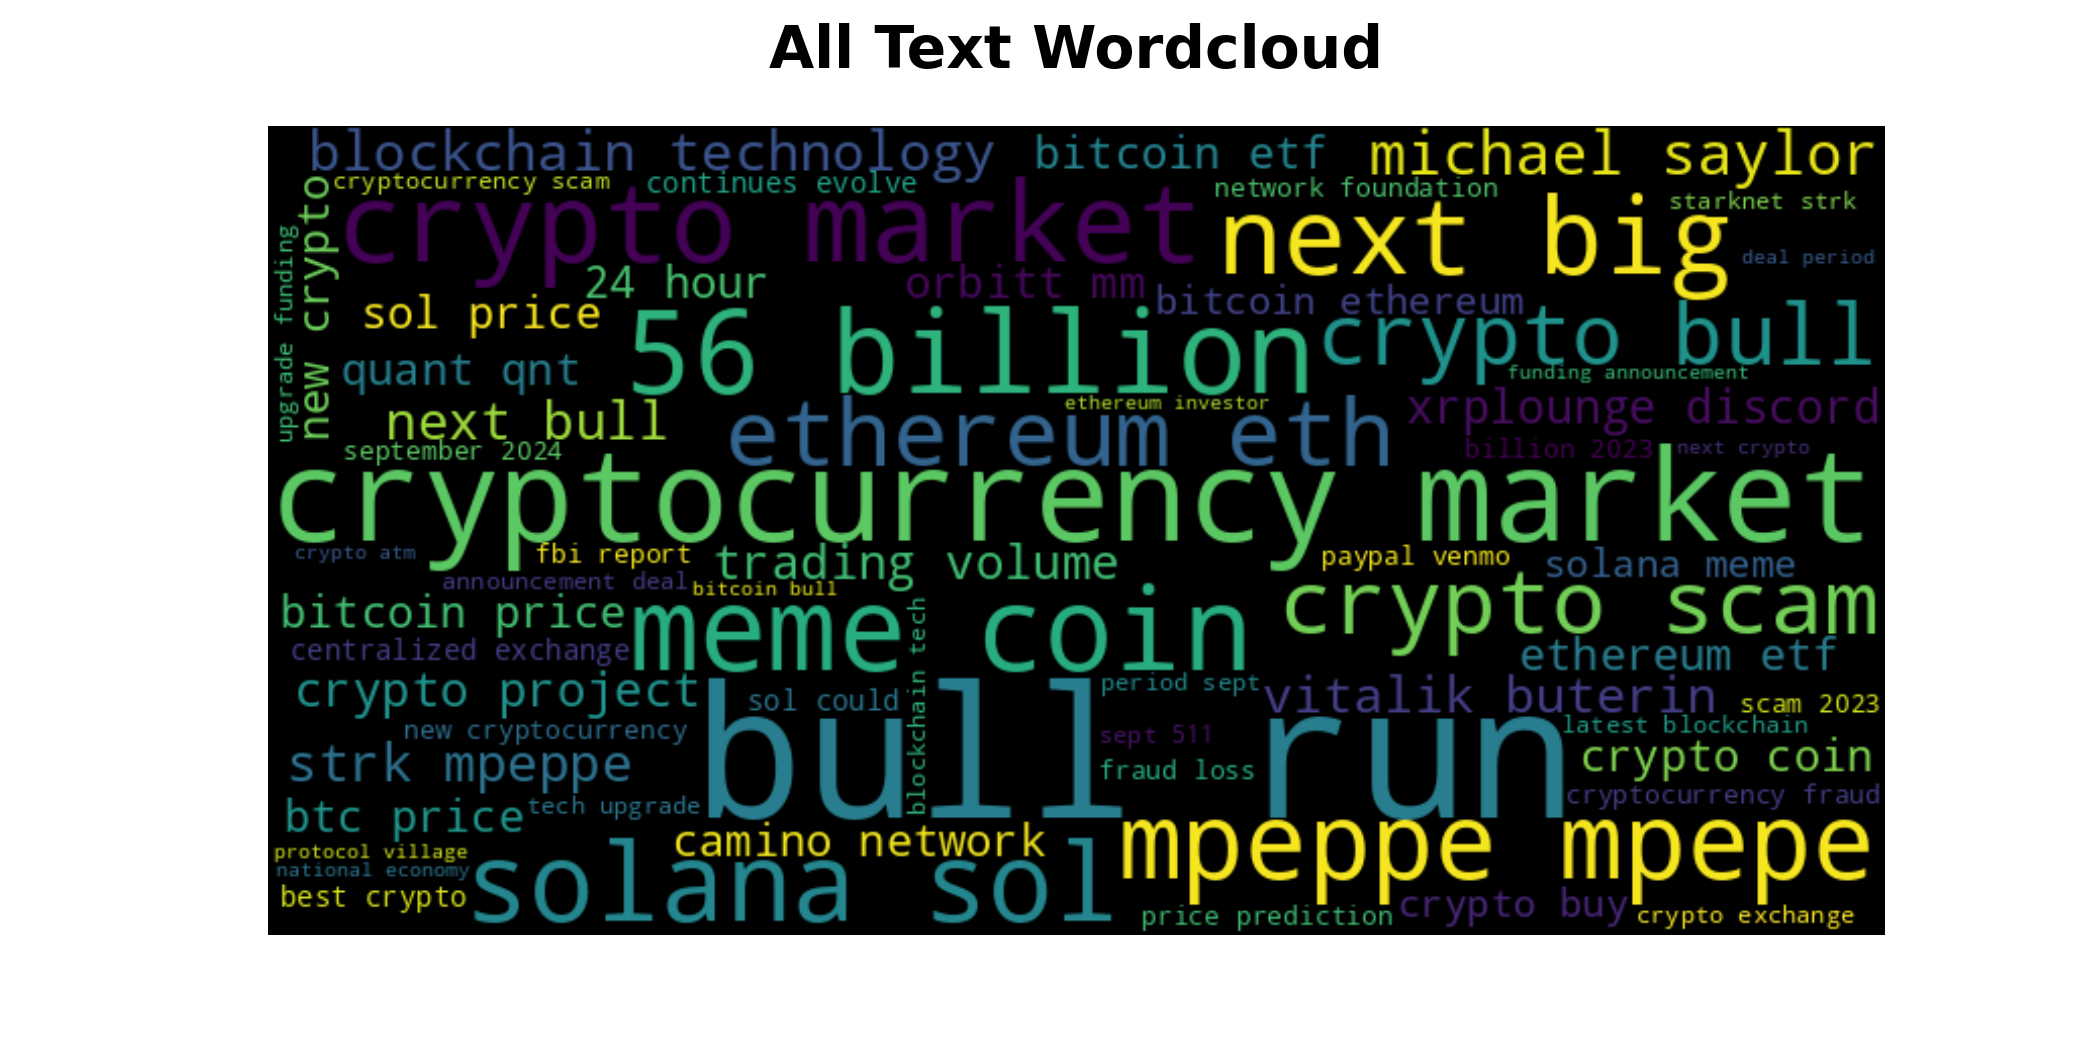 All Text Wordcloud
blockchain technology
bitcoin etf
michael saylor
cryptocurrency scam
continues evolve
network foundation
starknet strk
crypto market
next big
deal period
upgrade funding
new crypto
24 hour
orbitt mm
bitcoin ethereum
sol price
56 billion
crypto bull
quant qnt
funding announcement
next bull
ethereum investor
ethereum eth
xrplounge discord
september 2024
billion 2023
next crypto
cryptocurrency market
crypto atm
fbi report
trading volume
paypal venmo
solana meme
announcement deal
bitcoin bull
bitcoin price
meme coin
crypto scam
centralized exchange
blockchain tech
ethereum etf
crypto project
sol could
period sept
vitalik buterin
scam 2023
new cryptocurrency
bull run
sept 511
latest blockchain
strk mpeppe
fraud loss
crypto coin
btc price
tech upgrade
cryptocurrency fraud
camino network
mpeppe mpepe
protocol village
national economy
solana sol
best crypto
price prediction
crypto buy
crypto exchange